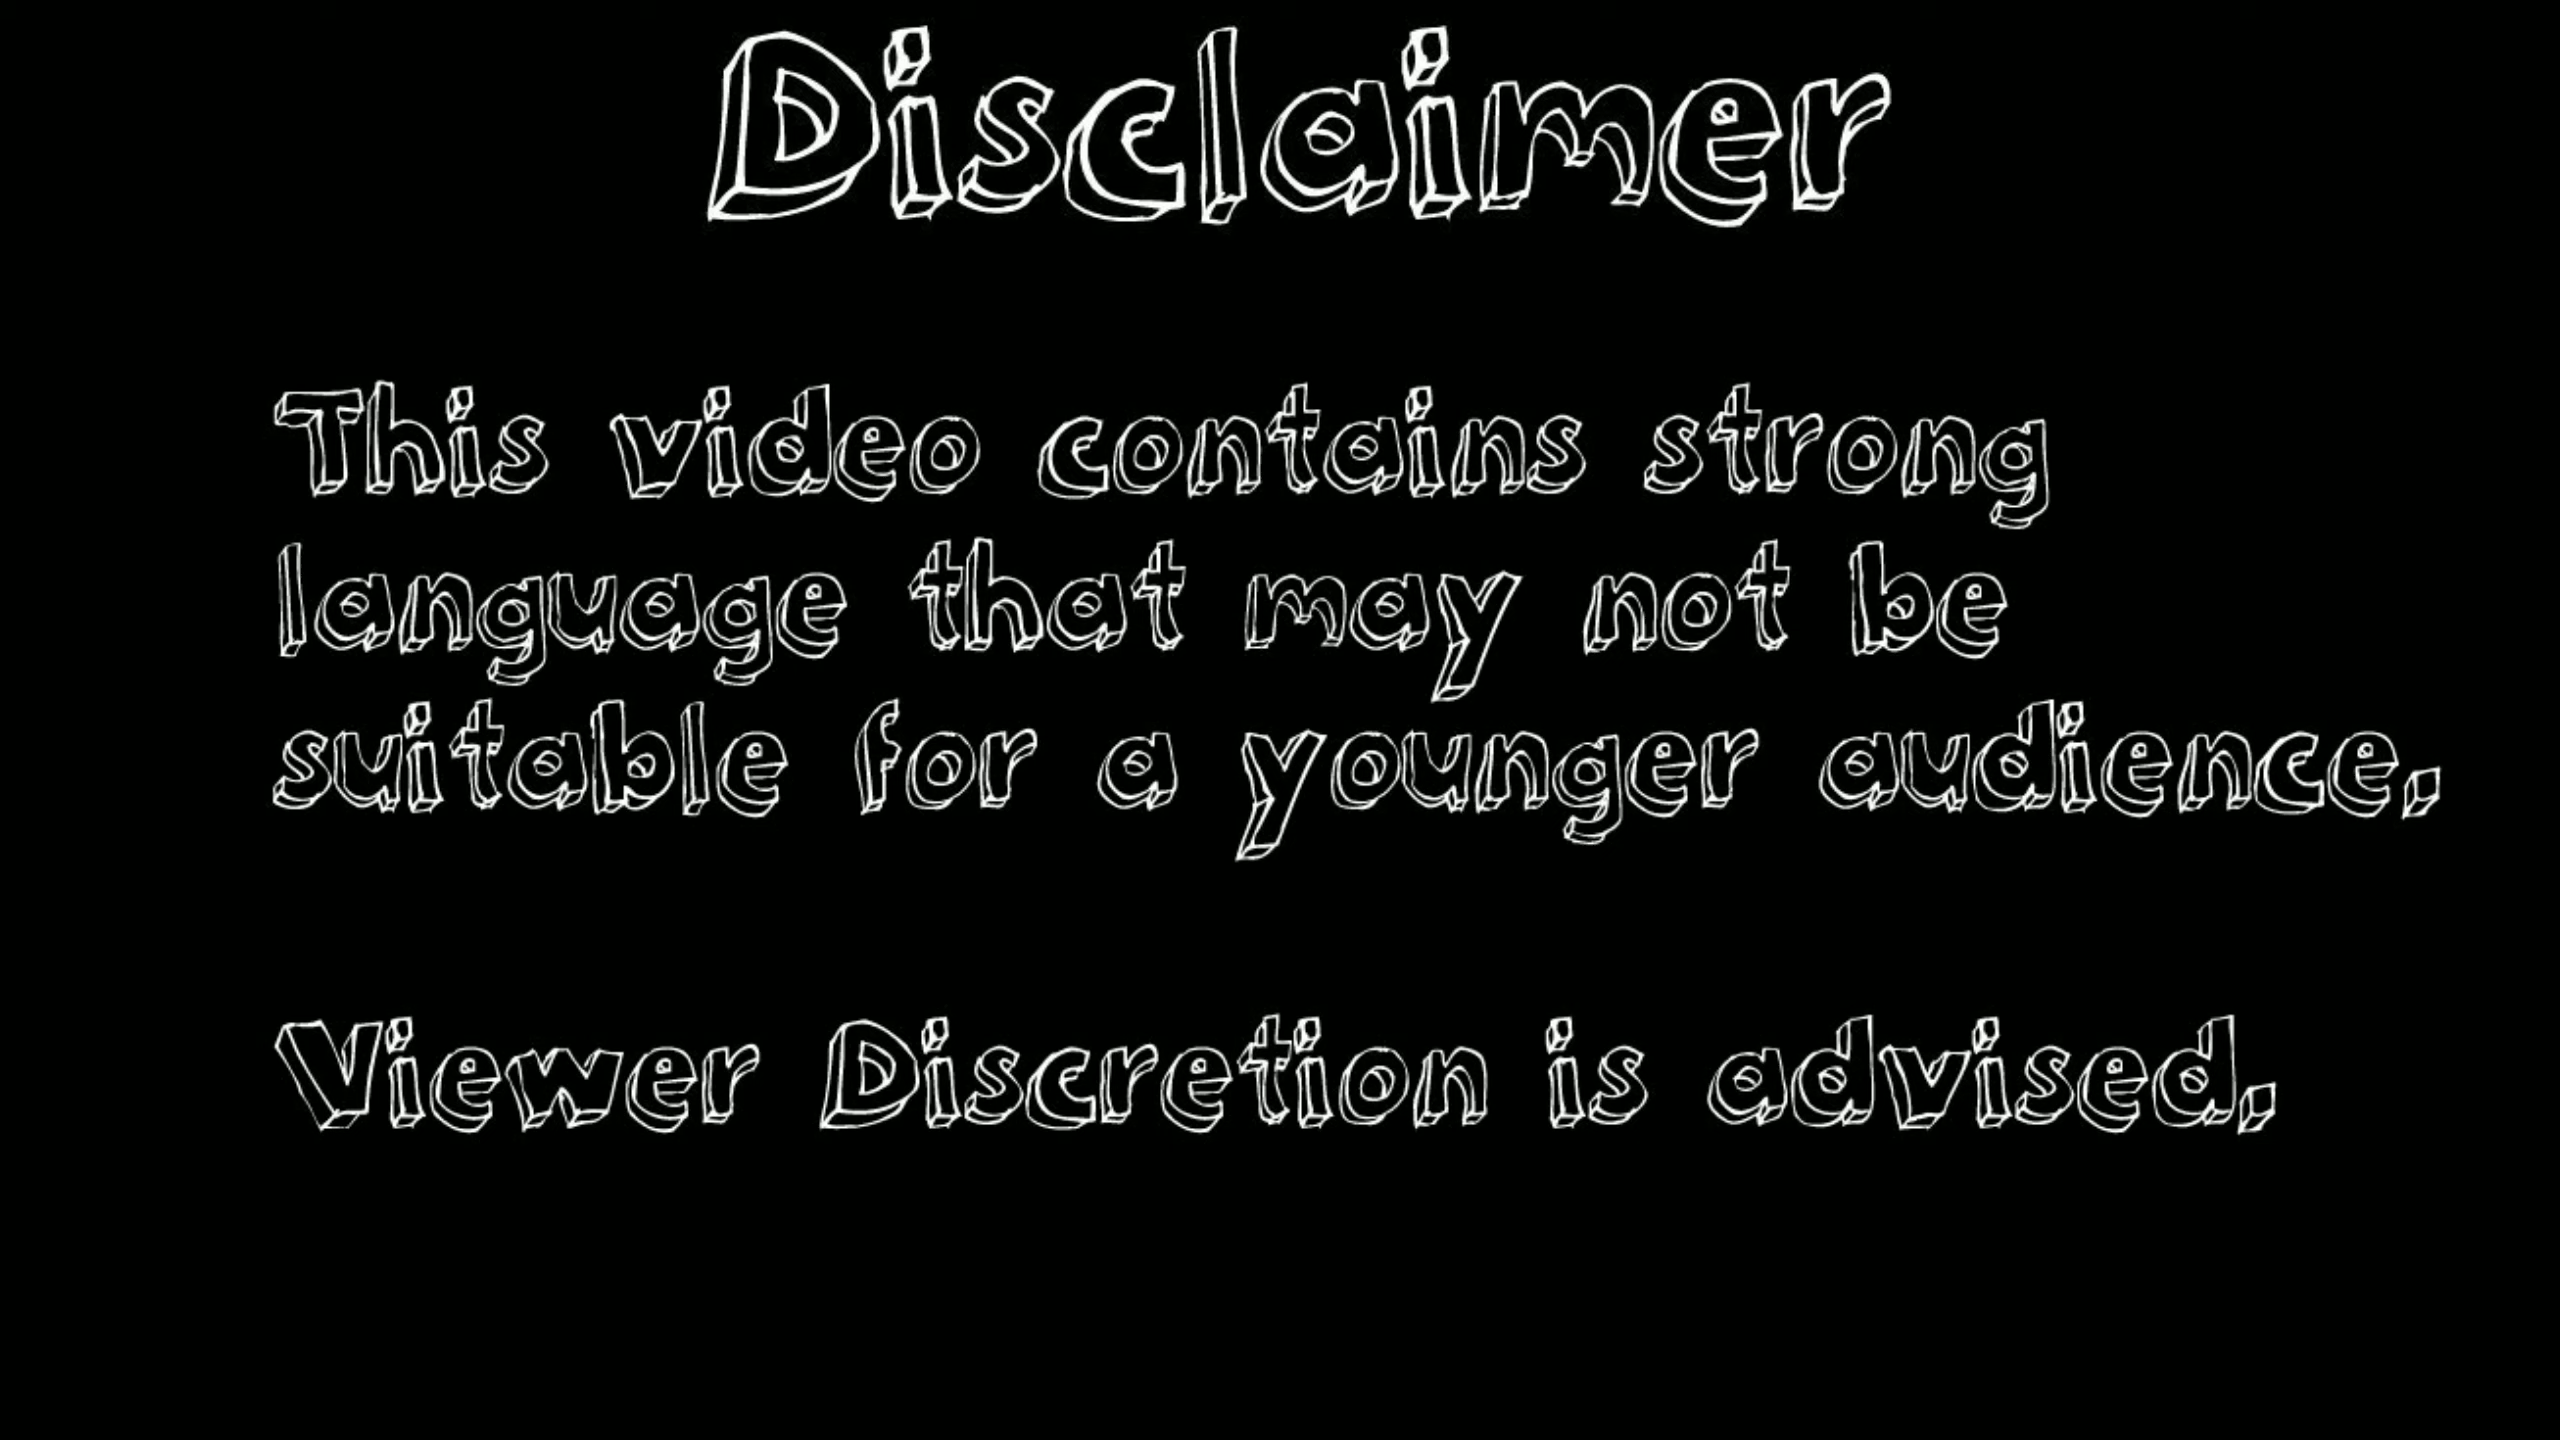 Disclaimer
This video contains strong
language that may not be
suitable for a younger audience.
Viewer Discretion is advised.